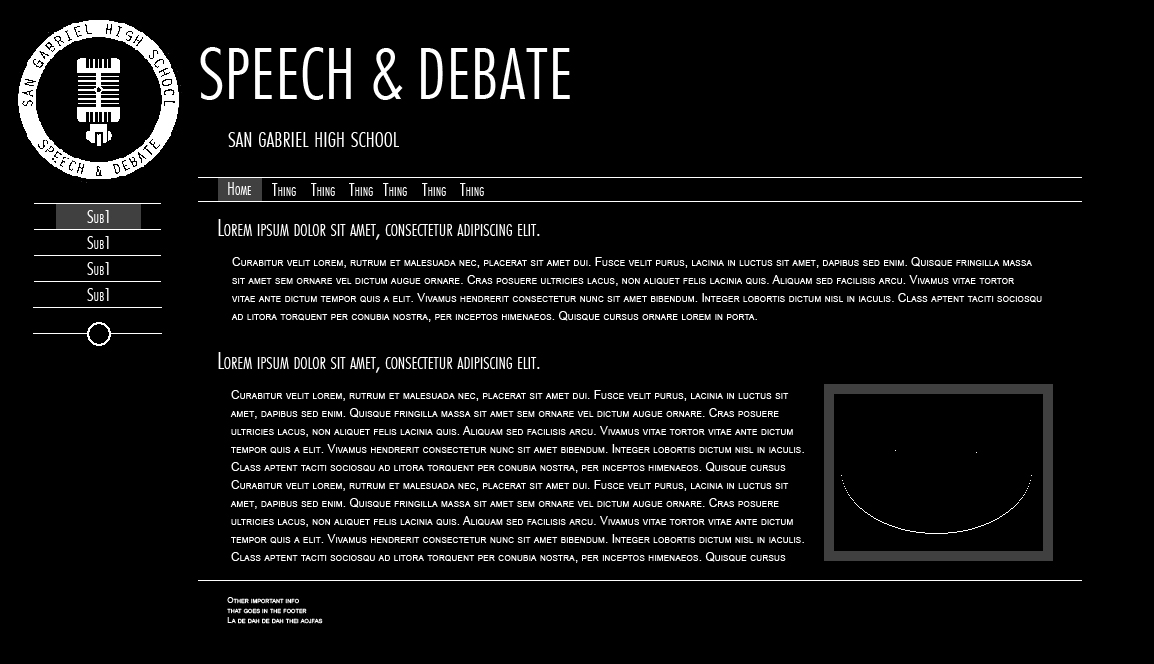 SAN GABRIEL HIGH SCHOOL
SPEECH & DEBATE
SPEECH & DEBATE
SAN GABRIEL HIGH SCHOOL
Home Thing Thing Thing Thing Thing Thing
Sub1
Sub1
Sub1
Sub1
Lorem ipsum dolor sit amet, consectetur adipiscing elit.
Curabitur velit lorem, rutrum et malesuada nec, placerat sit amet dui. Fusce velit purus, lacinia in luctus sit amet, dapibus sed enim. Quisque fringilla massa
sit amet sem ornare vel dictum augue ornare. Cras posuere ultricies lacus, non aliquet felis lacinia quis. Aliquam sed facilisis arcu. Vivamus vitae tortor
vitae ante dictum tempor quis a elit. Vivamus hendrerit consectetur nunc sit amet bibendum. Integer lobortis dictum nisl in iaculis. Class aptent taciti sociosqu
ad litora torquent per conubia nostra, per inceptos himenaeos. Quisque cursus ornare lorem in porta.
Lorem ipsum dolor sit amet, consectetur adipiscing elit.
Curabitur velit lorem, rutrum et malesuada nec, placerat sit amet dui. Fusce velit purus, lacinia in luctus sit
amet, dapibus sed enim. Quisque fringilla massa sit amet sem ornare vel dictum augue ornare. Cras posuere
ultricies lacus, non aliquet felis lacinia quis. Aliquam sed facilisis arcu. Vivamus vitae tortor vitae ante dictum
tempor quis a elit. Vivamus hendrerit consectetur nunc sit amet bibendum. Integer lobortis dictum nisl in iaculis.
Class aptent taciti sociosqu ad litora torquent per conubia nostra, per inceptos himenaeos. Quisque cursus
Curabitur velit lorem, rutrum et malesuada nec, placerat sit amet dui. Fusce velit purus, lacinia in luctus sit
amet, dapibus sed enim. Quisque fringilla massa sit amet sem ornare vel dictum augue ornare. Cras posuere
ultricies lacus, non aliquet felis lacinia quis. Aliquam sed facilisis arcu. Vivamus vitae tortor vitae ante dictum
tempor quis a elit. Vivamus hendrerit consectetur nunc sit amet bibendum. Integer lobortis dictum nisl in iaculis.
Class aptent taciti sociosqu ad litora torquent per conubia nostra, per inceptos himenaeos. Quisque cursus
Other important info
that goes in the footer
La de dah de dah thei aojfas